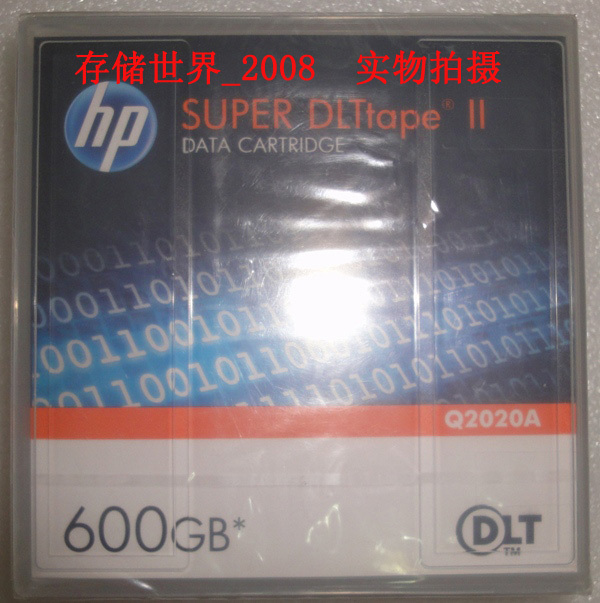 存储世界_2008 实物拍摄
hp
SUPER DLTtape® II
DATA CARTRIDGE
Q2020A
600GB*
DLT
TM